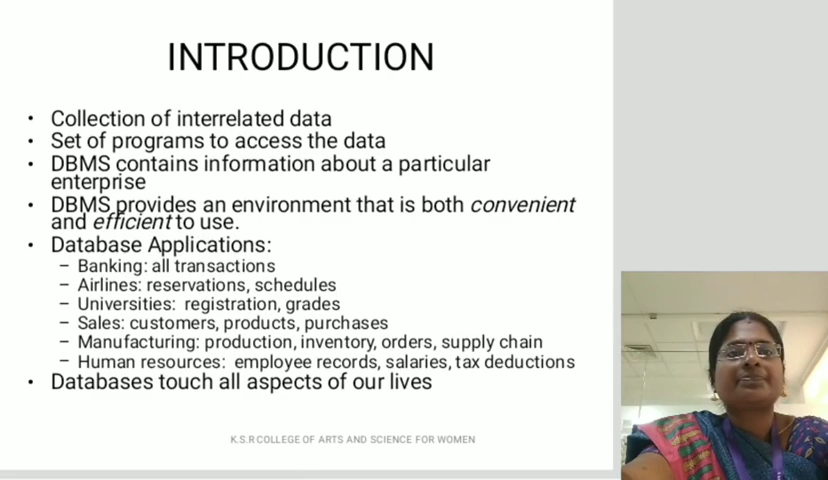 INTRODUCTION
• Collection of interrelated data
• Set of programs to access the data
• DBMS contains information about a particular
enterprise
• DBMS provides an environment that is both convenient
and efficient to use.
• Database Applications:
– Banking: all transactions
– Airlines: reservations, schedules
– Universities: registration, grades
– Sales: customers, products, purchases
– Manufacturing: production, inventory, orders, supply chain
– Human resources: employee records, salaries, tax deductions
• Databases touch all aspects of our lives
K.S.R COLLEGE OF ARTS AND SCIENCE FOR WOMEN